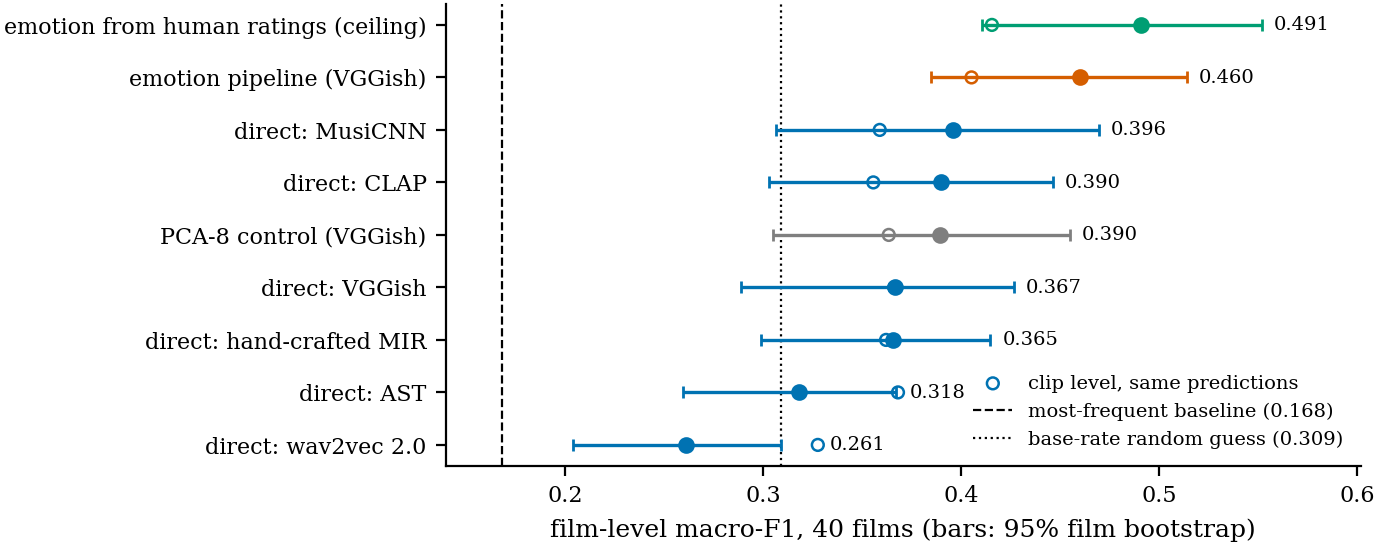 emotion from human ratings (ceiling) 0.491
emotion pipeline (VGGish) 0.460
direct: MusiCNN 0.396
direct: CLAP 0.390
PCA-8 control (VGGish) 0.390
direct: VGGish 0.367
direct: hand-crafted MIR 0.365
direct: AST 0.318
direct: wav2vec 2.0 0.261
clip level, same predictions
most-frequent baseline (0.168)
base-rate random guess (0.309)
0.2 0.3 0.4 0.5 0.6
film-level macro-F1, 40 films (bars: 95% film bootstrap)